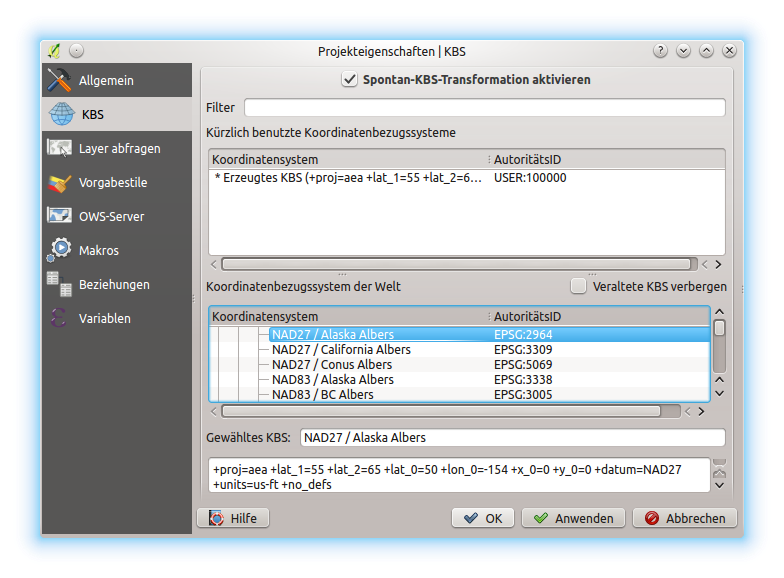 Projekteigenschaften | KBS
Allgemein
KBS
Layer abfragen
Vorgabestile
OWS-Server
Makros
Beziehungen
Variablen
Spontan-KBS-Transformation aktivieren
Filter
Kürzlich benutzte Koordinatenbezugssysteme
Koordinatensystem AutoritätsID
* Erzeugtes KBS (+proj=aea +lat_1=55 +lat_2=6... USER:100000
Koordinatenbezugssystem der Welt Veraltete KBS verbergen
Koordinatensystem AutoritätsID
NAD27 / Alaska Albers EPSG:2964
NAD27 / California Albers EPSG:3309
NAD27 / Conus Albers EPSG:5069
NAD83 / Alaska Albers EPSG:3338
NAD83 / BC Albers EPSG:3005
Gewähltes KBS: NAD27 / Alaska Albers
+proj=aea +lat_1=55 +lat_2=65 +lat_0=50 +lon_0=-154 +x_0=0 +y_0=0 +datum=NAD27
+units=us-ft +no_defs
Hilfe OK Anwenden Abbrechen